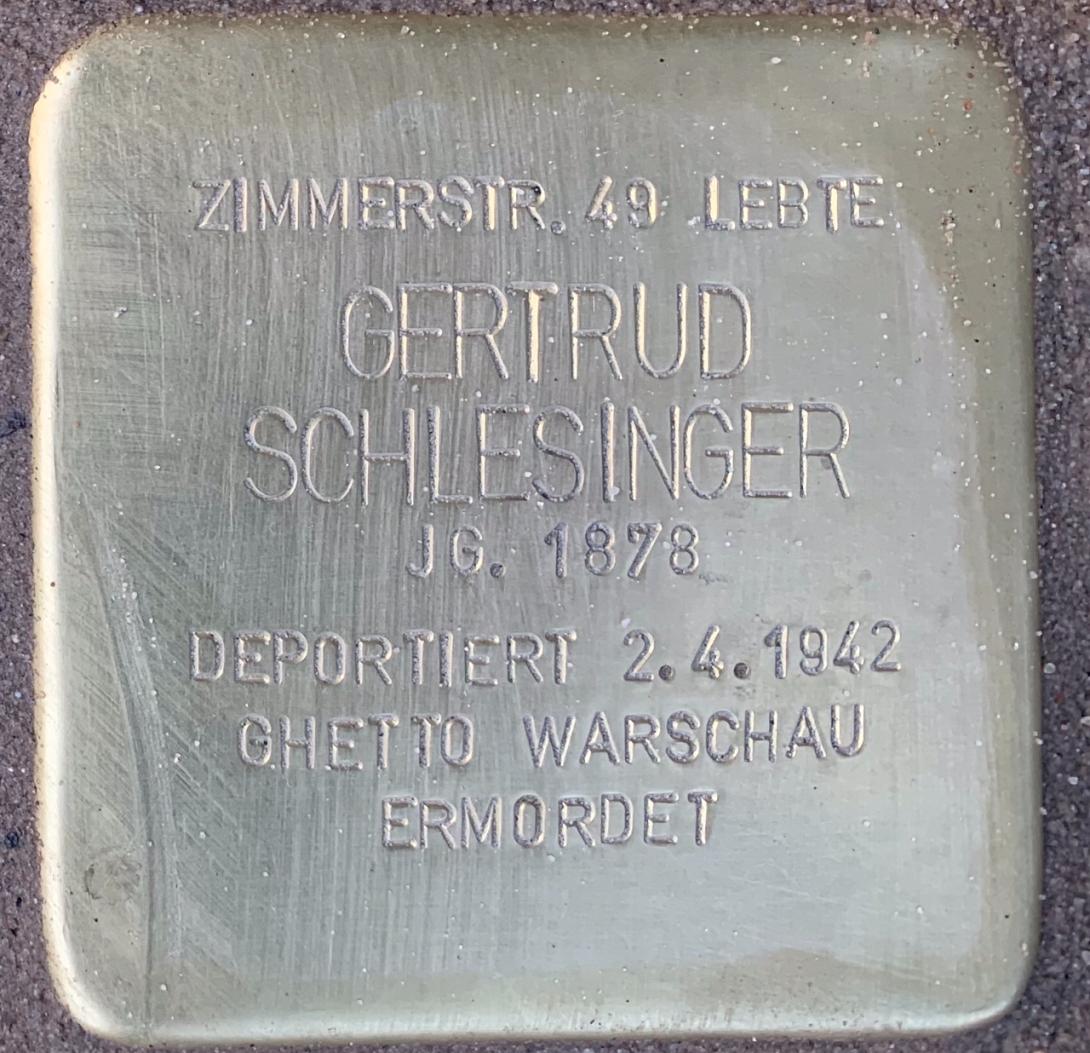 ZIMMERSTR. 49 LEBTE
GERTRUD
SCHLESINGER
JG. 1878
DEPORTIERT 2.4.1942
GHETTO WARSCHAU
ERMORDET